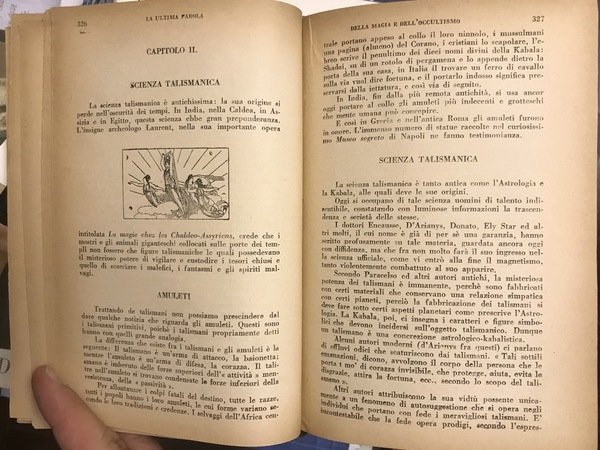 326
LA ULTIMA PAROLA
CAPITOLO II.
SCIENZA TALISMANICA
La scienza talismanica è antichissima: la sua origine si
perde nell'oscurità dei tempi. In India, nella Caldea, in As-
siria e in Egitto, questa scienza ebbe gran preponderanza.
L'insigne archeologo Laurent, nella sua importante opera
intitolata La magie chez les Chaldeo-Assyriens, crede che i
mostri e gli animali giganteschi collocati sulle porte dei tem-
pli non fossero che figure talismaniche le quali possedevano
il misterioso potere di vigilare e custodire i tesori chiusi e
quello di scacciare i malefici, i fantasmi e gli spiriti mal-
vagi.
AMULETI
Trattando de talismani non possiamo prescindere dal
dare qualche notizia che riguarda gli amuleti. Questi sono
i talismani primitivi, poichè i talismani propriamente detti
hanno con quelli grande analogia.
La differenza che esiste fra i talismani e gli amuleti è la
seguente: Il talismano è un'arma di attacco, la baionetta;
mentre l'amuleto è un'arma di difesa, la corazza. Il tali-
smano è imbevuto delle forze superiori dell'« attività » men-
tre nell'amuleto si trovano condensate le forze inferiori della
resistenza, della « passività ».
Per allontanare i colpi fatali del destino, tutte le razze,
tutti i popoli hanno i loro amuleti, le cui forme variano se-
condo le loro tradizioni e credenze. I selvaggi dell'Africa cen-
DELLA MAGIA E DELL'OCCULTISMO
327
trale portano appeso al collo il loro nimnolo, i mussulmani
una pagina (almeno) del Corano, i cristiani lo scapolare, l'e-
breo scrive il penultimo dei dieci nomi divini della Kabala:
Shadai, su di un rotolo di pergamena e lo appende dietro la
porta della sua casa, in Italia il trovare un ferro di cavallo
sulla via vuol dire fortuna, e il portarlo indosso significa pre-
servarsi dalla iettatura, e così via di seguito.
In India, fin dalla più remota antichità, si usa ancor
oggi portare al collo gli amuleti più indecenti e grotteschi
che mente umana può concepire.
E così in Grecia e nell'antica Roma gli amuleti furono
in onore. L'immenso numero di statue raccolte nel curiosissi-
mo Museo segreto di Napoli ne fanno testimonianza.
SCIENZA TALISMANICA
La scienza talismanica è tanto antica come l'Astrologia e
la Kabala, alle quali deve le sue origini.
Oggi si occupano di tale scienza uomini di talento indi-
scutibile, constatando con luminose informazioni la trascen-
denza e serietà delle stesse.
I dottori Encausse, D'Arianys, Donato, Ely Star ed al-
tri molti, il cui nome è già di per sè una garanzia, hanno
scritto profusamente su tale materia, guardata ancora oggi
con diffidenza, ma che fra non molto farà il suo ingresso nel-
la scienza ufficiale, come vi entrò alla fine il magnetismo,
tanto violentemente combattuto al suo apparire.
Secondo Paracelso ed altri autori antichi, la misteriosa
potenza dei talismani è immanente, perchè sono fabbricati
con certi materiali che conservano una relazione simpatica
con certi pianeti, perciò la fabbricazione dei talismani si
deve fare sotto certi aspetti planetari come prescrive l'Astro-
logia. La Kabala, poi, ci insegna i caratteri e figure simbo-
liche che devono incidersi sull'oggetto talismanico. Dunque
un talismano è una concrezione astrologico-kabalistica.
Alcuni autori moderni (d'Arianys fra questi) ci parlano
di effluvi odici che scaturiscono dai talismani. « Tali sottili
emanazioni, dicono, avvolgono il corpo della persona che le
porta a mo' di corazza invisibile, che protegge, aiuta, evita le
disgrazie, attira la fortuna, ecc., secondo lo scopo del tali-
smano ».
Altri autori attribuiscono la sua virtù posite unica-
mente a un fenomeno di autosuggestione che si opera negli
individui che portano con fede i meravigliosi talismani. È
incontestabile che la fede opera prodigi, secondo l'espres-